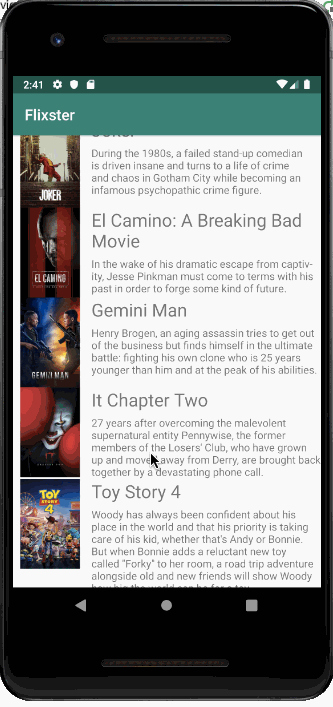 2:41
Flixster
Joker
During the 1980s, a failed stand-up comedian
is driven insane and turns to a life of crime
and chaos in Gotham City while becoming an
infamous psychopathic crime figure.
JOKER
El Camino: A Breaking Bad
Movie
In the wake of his dramatic escape from captiv-
ity, Jesse Pinkman must come to terms with his
past in order to forge some kind of future.
EL CAMINO
Gemini Man
Henry Brogen, an aging assassin tries to get out
of the business but finds himself in the ultimate
battle: fighting his own clone who is 25 years
younger than him and at the peak of his abilities.
GEMINI MAN
It Chapter Two
27 years after overcoming the malevolent
supernatural entity Pennywise, the former
members of the Losers' Club, who have grown
up and move away from Derry, are brought back
together by a devastating phone call.
Toy Story 4
TOY STORY 4
Woody has always been confident about his
place in the world and that his priority is taking
care of his kid, whether that's Andy or Bonnie.
But when Bonnie adds a reluctant new toy
called "Forky" to her room, a road trip adventure
alongside old and new friends will show Woody